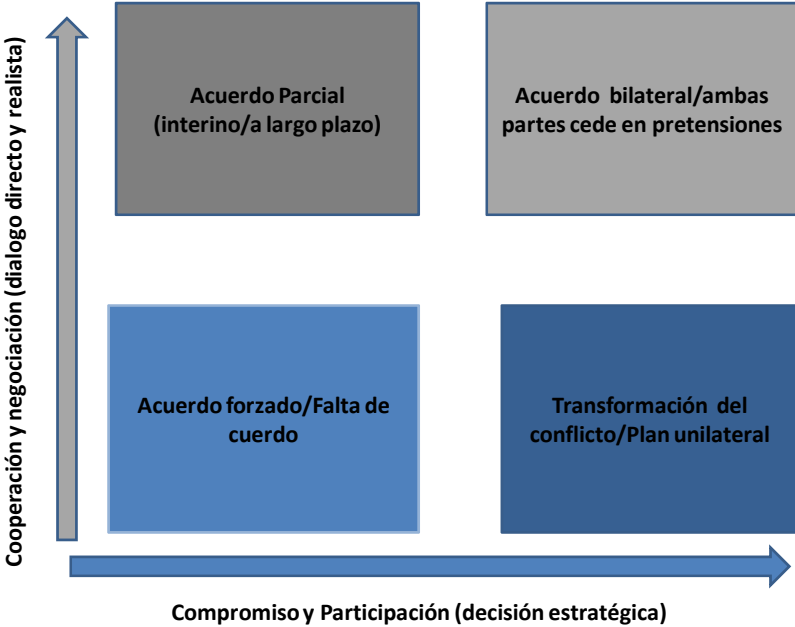 Cooperación y negociación (dialogo directo y realista)
Acuerdo Parcial
(interino/a largo plazo)
Acuerdo bilateral/ambas
partes cede en pretensiones
Acuerdo forzado/Falta de
cuerdo
Transformación del
conflicto/Plan unilateral
Compromiso y Participación (decisión estratégica)